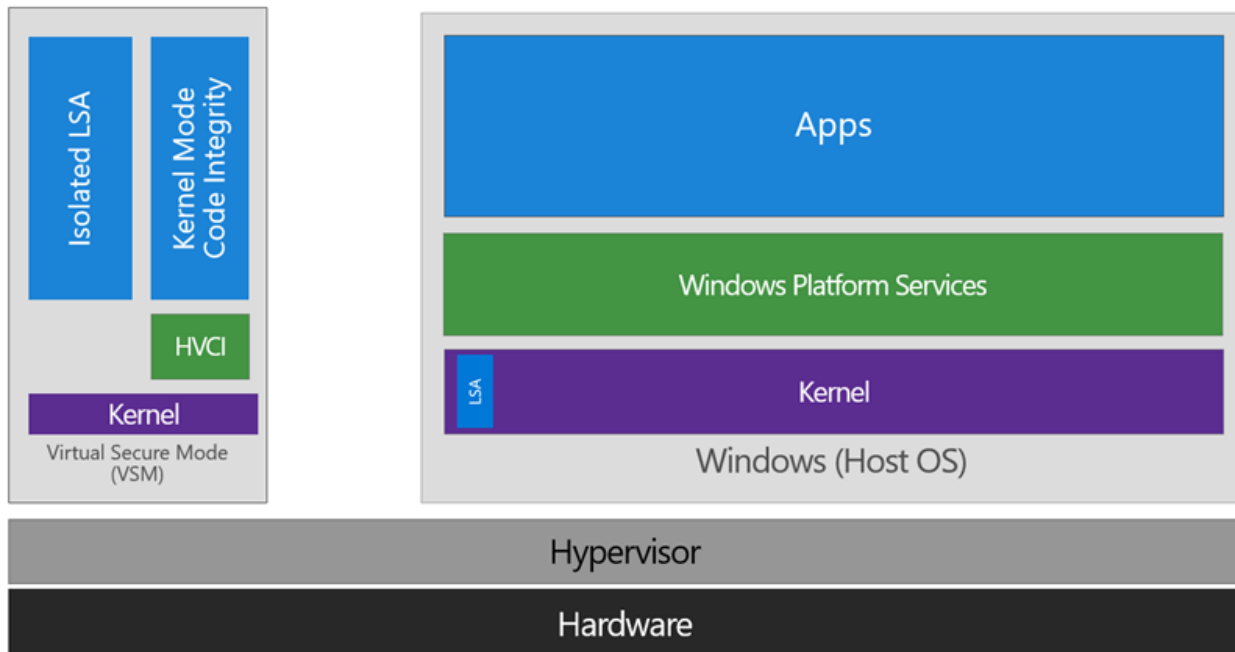 Isolated LSA
Kernel Mode
Code Integrity
HVCI
Kernel
Virtual Secure Mode
(VSM)
Apps
Windows Platform Services
LSA
Kernel
Windows (Host OS)
Hypervisor
Hardware